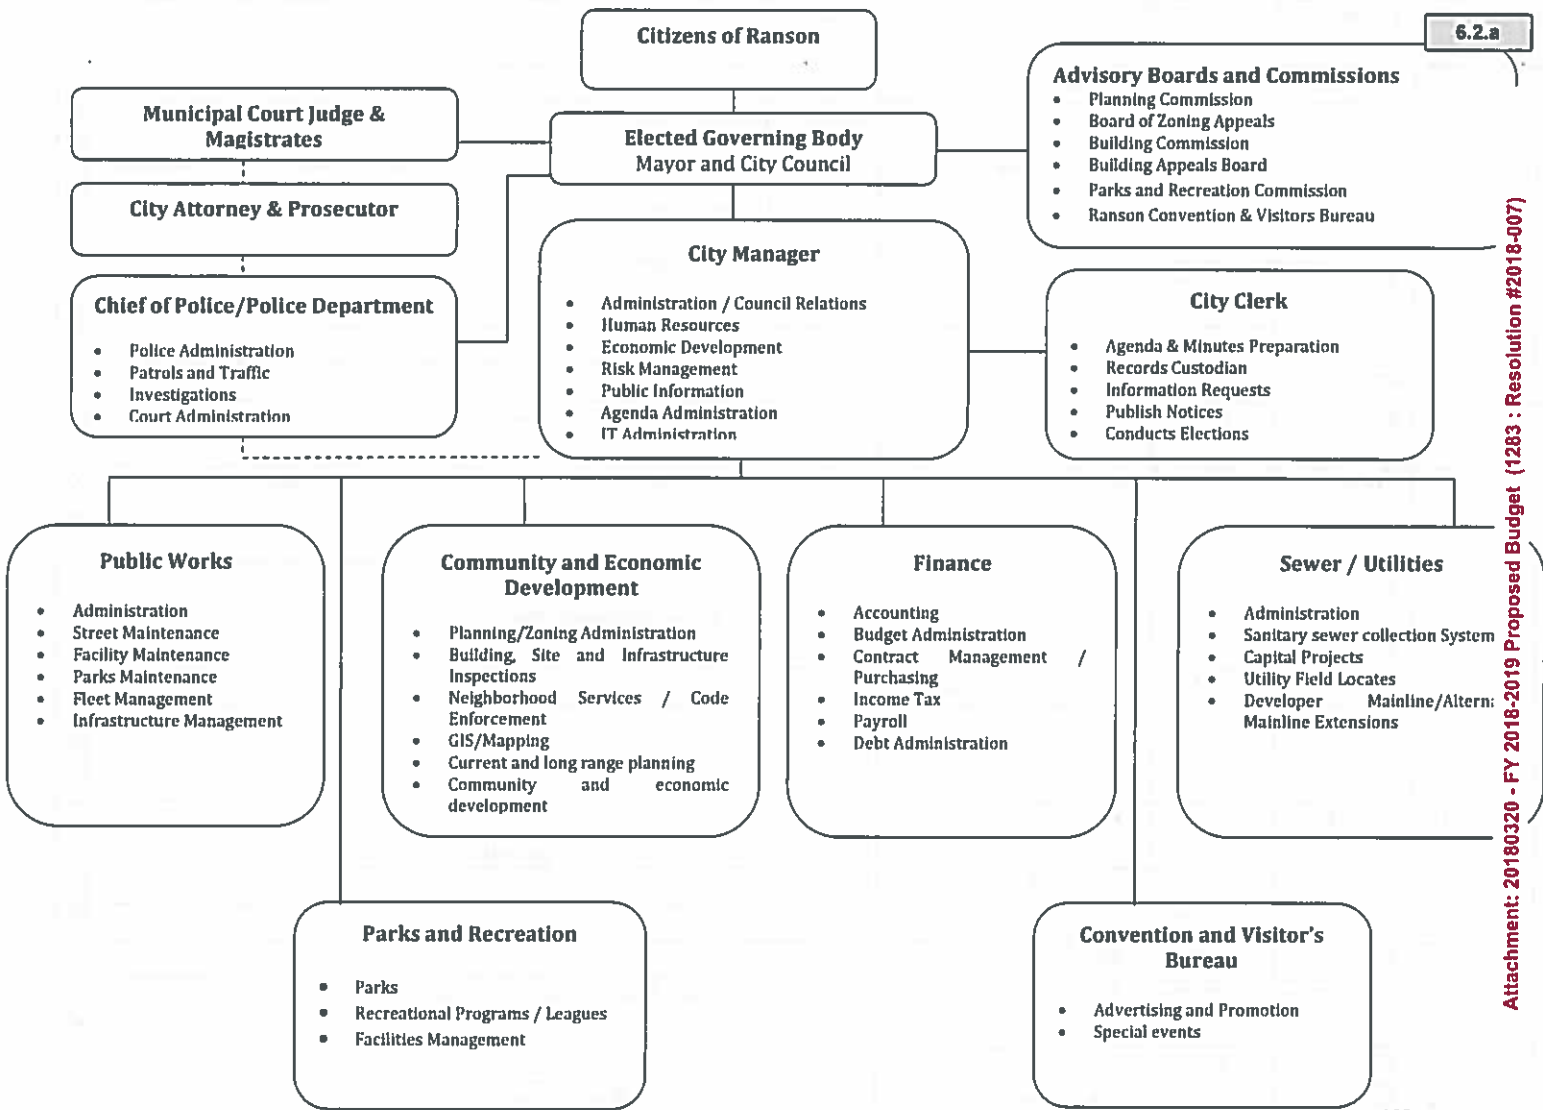 6.2.a
Citizens of Ranson
Municipal Court Judge &
Magistrates
Elected Governing Body
Mayor and City Council
Advisory Boards and Commissions
• Planning Commission
• Board of Zoning Appeals
• Building Commission
• Building Appeals Board
• Parks and Recreation Commission
• Ranson Convention & Visitors Bureau
City Attorney & Prosecutor
Chief of Police/Police Department
• Police Administration
• Patrols and Traffic
• Investigations
• Court Administration
City Manager
• Administration / Council Relations
• Human Resources
• Economic Development
• Risk Management
• Public Information
• Agenda Administration
• IT Administration
City Clerk
• Agenda & Minutes Preparation
• Records Custodian
• Information Requests
• Publish Notices
• Conducts Elections
Public Works
• Administration
• Street Maintenance
• Facility Maintenance
• Parks Maintenance
• Fleet Management
• Infrastructure Management
Community and Economic
Development
• Planning/Zoning Administration
• Building, Site and Infrastructure
Inspections
• Neighborhood Services / Code
Enforcement
• GIS/Mapping
• Current and long range planning
• Community and economic
development
Finance
• Accounting
• Budget Administration
• Contract Management /
Purchasing
• Income Tax
• Payroll
• Debt Administration
Sewer / Utilities
• Administration
• Sanitary sewer collection System
• Capital Projects
• Utility Field Locates
• Developer Mainline/Altern
Mainline Extensions
Parks and Recreation
• Parks
• Recreational Programs / Leagues
• Facilities Management
Convention and Visitor's
Bureau
• Advertising and Promotion
• Special events
Attachment: 20180320 - FY 2018-2019 Proposed Budget (1283 : Resolution #2018-007)